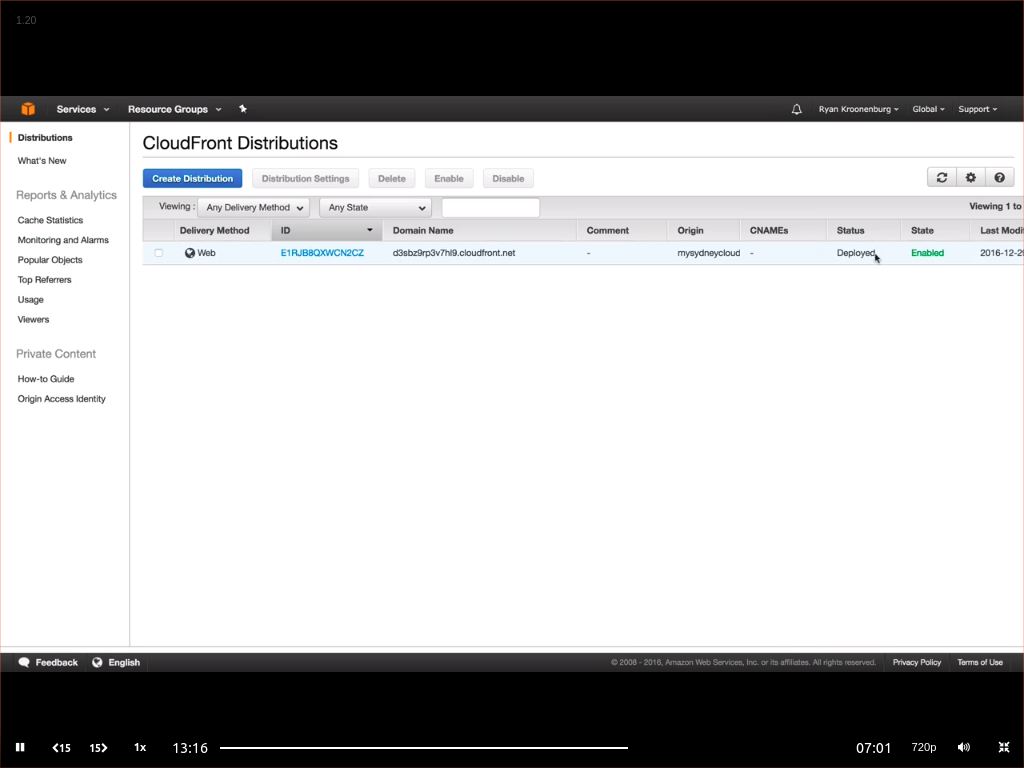 1.20
Services Resource Groups Ryan Kroonenburg Global Support
Distributions
What's New
Reports & Analytics
Cache Statistics
Monitoring and Alarms
Popular Objects
Top Referrers
Usage
Viewers
Private Content
How-to Guide
Origin Access Identity
CloudFront Distributions
Create Distribution Distribution Settings Delete Enable Disable
Viewing : Any Delivery Method Any State Viewing 1 to
Delivery Method ID Domain Name Comment Origin CNAMEs Status State Last Modi
Web E1RJB8QXWCN2CZ d3sbz9rp3v7hl9.cloudfront.net - mysydneycloud - Deployed Enabled 2016-12-2
Feedback English © 2008 - 2016, Amazon Web Services, Inc. or its affiliates. All rights reserved. Privacy Policy Terms of Use
15 15 1x 13:16 07:01 720p